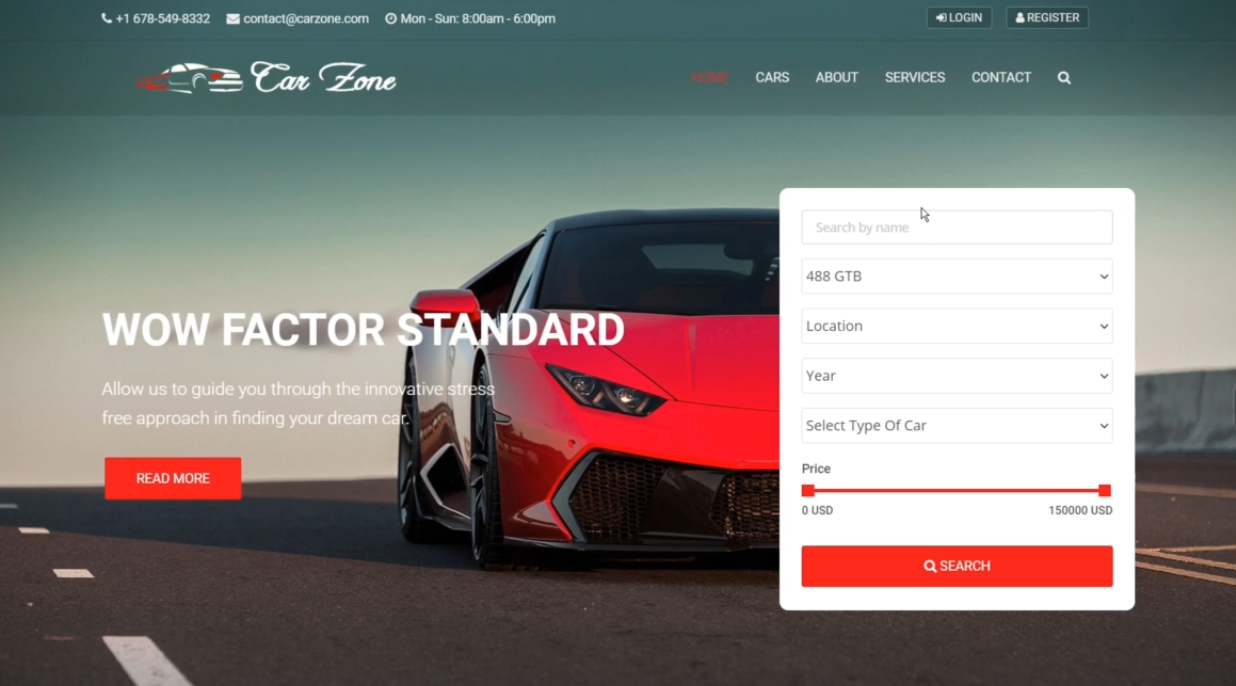 +1 678-549-8332 contact@carzone.com Mon - Sun: 8:00am - 6:00pm LOGIN REGISTER
Car Zone HOME CARS ABOUT SERVICES CONTACT
Search by name
488 GTB
Location
Year
Select Type Of Car
Price
0 USD 150000 USD
SEARCH
WOW FACTOR STANDARD
Allow us to guide you through the innovative stress
free approach in finding your dream car.
READ MORE